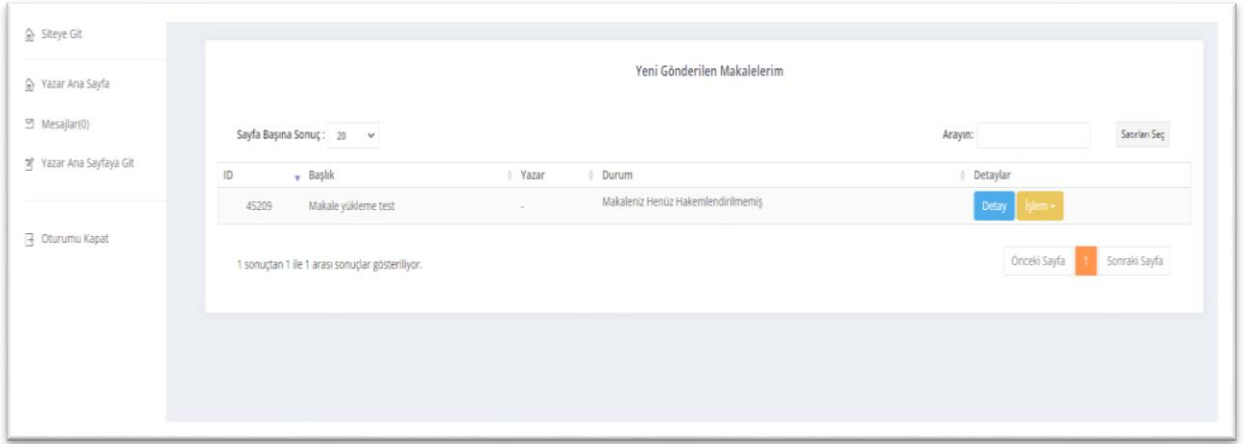 Siteye Git
Yazar Ana Sayfa
Mesajlar(0)
Yazar Ana Sayfaya Git
Oturumu Kapat
Yeni Gönderilen Makalelerim
Sayfa Başına Sonuç : 20
Arayın: Satırları Seç
ID Başlık Yazar Durum Detaylar
45209 Makale yükleme test - Makaleniz Henüz Hakemlendirilmemiş Detay İşlem
1 sonuçtan 1 ile 1 arası sonuçlar gösteriliyor.
Önceki Sayfa 1 Sonraki Sayfa